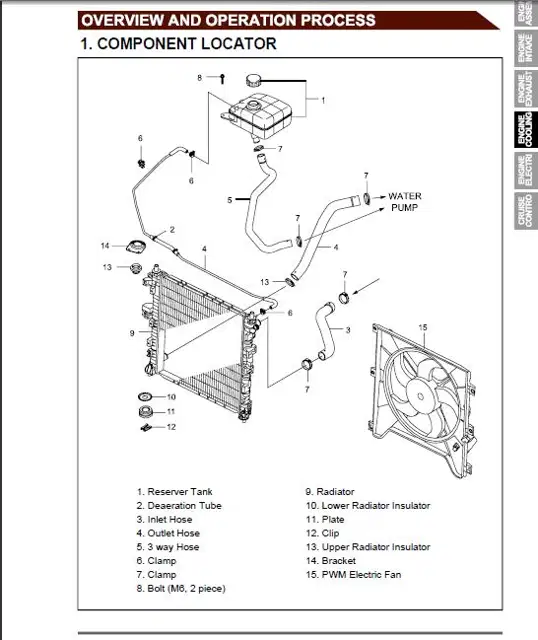 OVERVIEW AND OPERATION PROCESS
1. COMPONENT LOCATOR
ENGINE
INTAKE
ENGINE
EXHAUST
ENGINE
COOLING
ENGINE
ELECTRI
CRUISE
CONTRO
8
1
6
7
6
5
7
7
WATER
PUMP
2
14
4
4
13
13
7
6
9
3
15
7
10
11
12
1. Reserver Tank
2. Deaeration Tube
3. Inlet Hose
4. Outlet Hose
5. 3 way Hose
6. Clamp
7. Clamp
8. Bolt (M6, 2 piece)
9. Radiator
10. Lower Radiator Insulator
11. Plate
12. Clip
13. Upper Radiator Insulator
14. Bracket
15. PWM Electric Fan